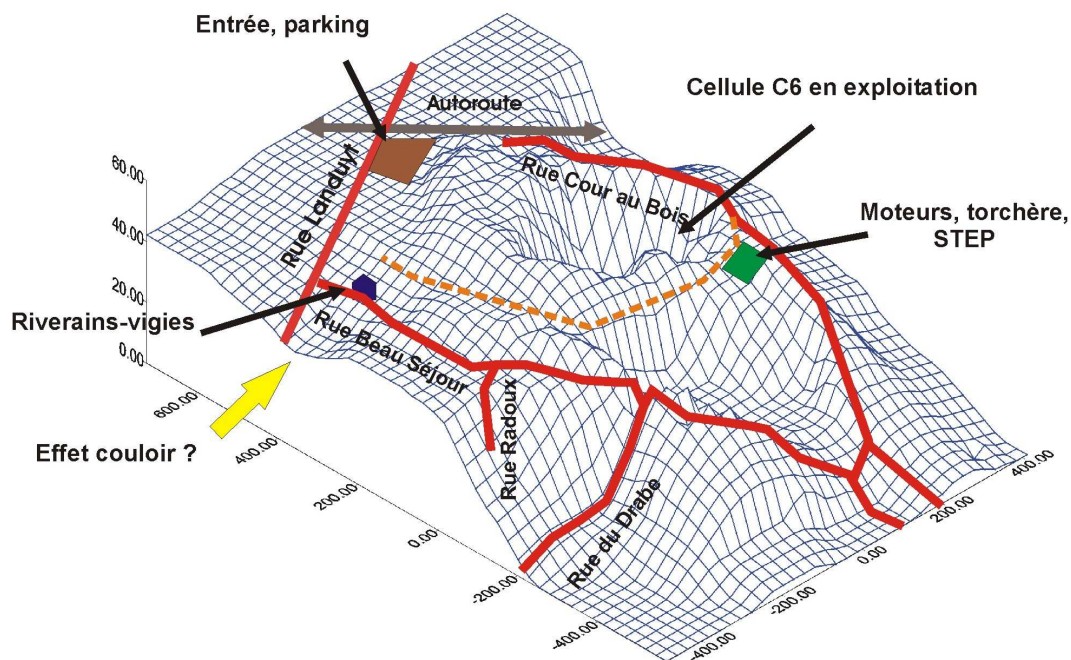 Entrée, parking
Autoroute
Cellule C6 en exploitation
Rue Landuyt
Rue Cour au Bois
Moteurs, torchère,
STEP
60.00
40.00
20.00
0.00
Riverains-vigies
Rue Beau Séjour
Effet couloir ?
Rue Radoux
Rue du Drabe
600.00
400.00
200.00
0.00
-200.00
-400.00
-400.00
-200.00
0.00
200.00
400.00